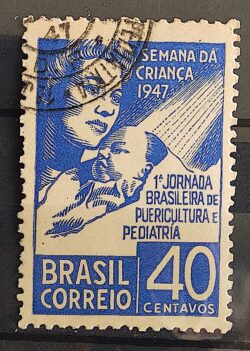 SEMANA DA
CRIANÇA
1947
1ª JORNADA
BRASILEIRA DE
PUERICULTURA E
PEDIATRIA
BRASIL
CORREIO
40
CENTAVOS